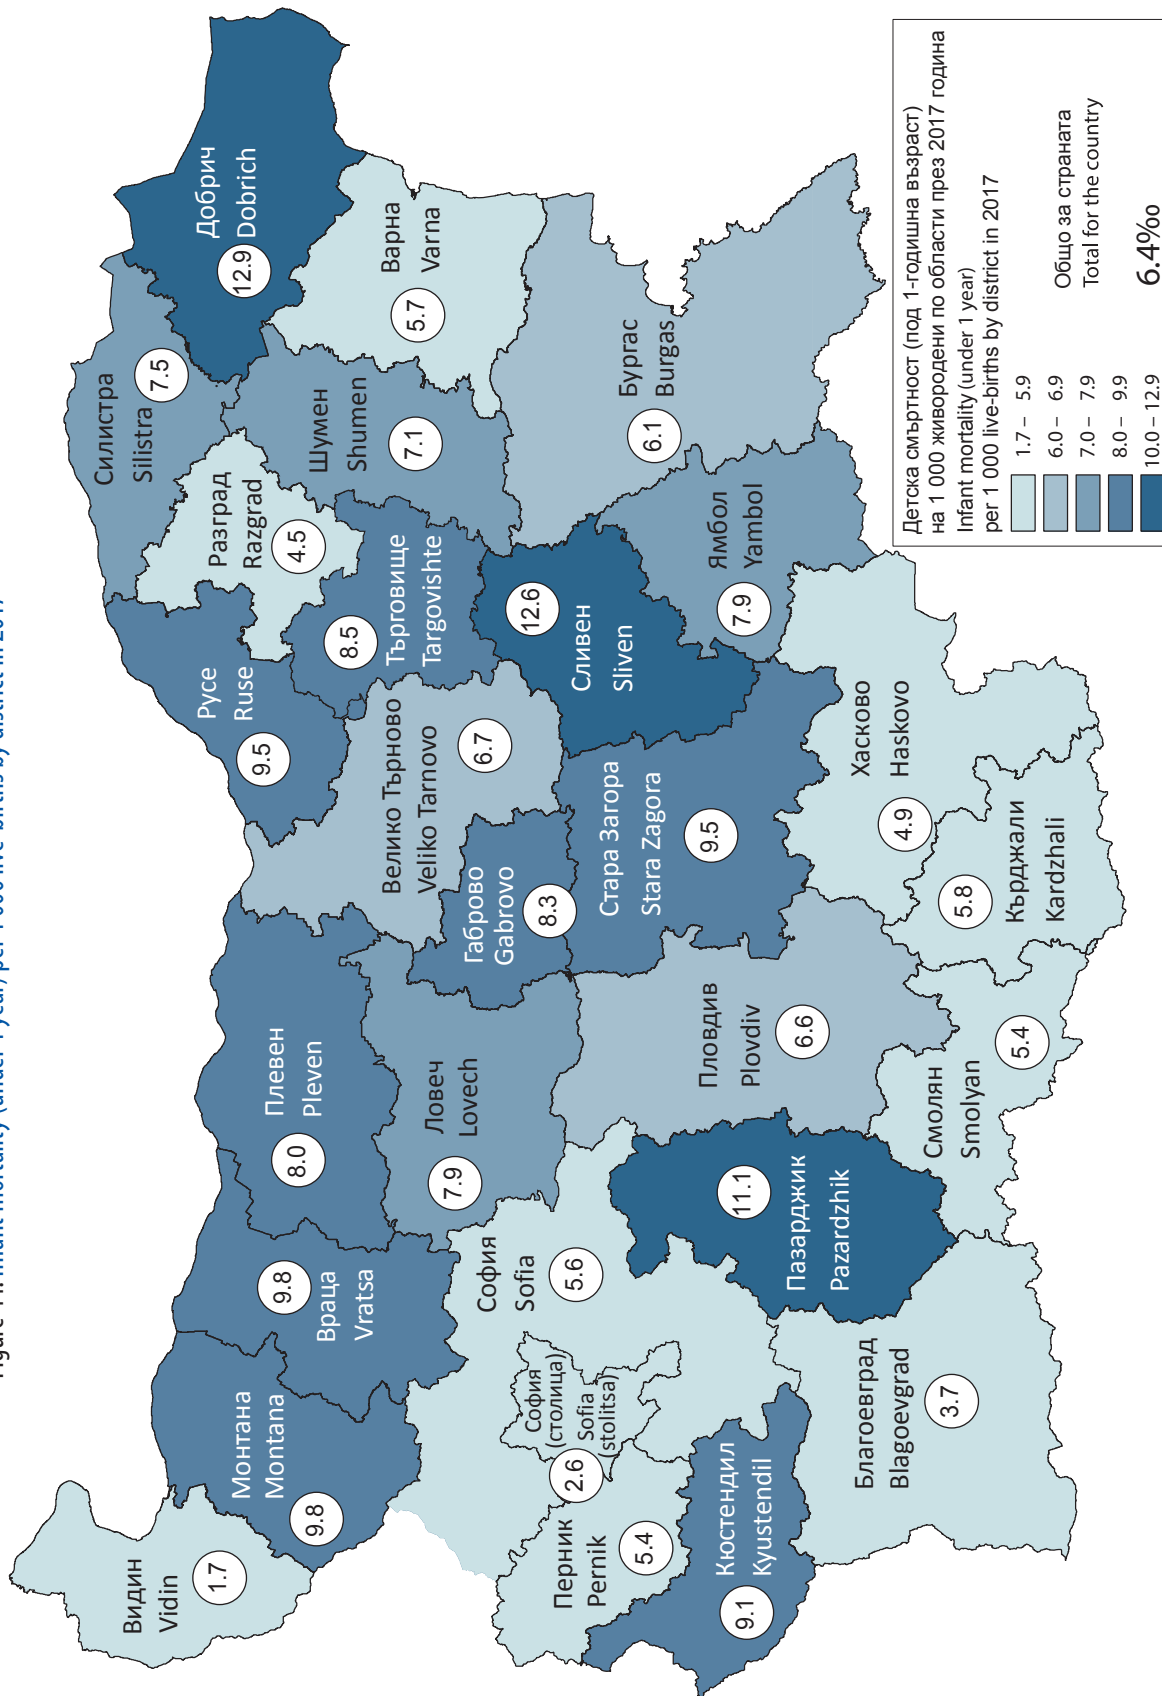 Видин
Vidin
1.7
Монтана
Montana
9.8
9.8
Враца
Vratsa
Плевен
Pleven
8.0
Ловеч
Lovech
7.9
Велико Търново
Veliko Tarnovo
6.7
Габрово
Gabrovo
8.3
Русе
Ruse
9.5
Разград
Razgrad
4.5
Силистра
Silistra
7.5
Добрич
Dobrich
12.9
Варна
Varna
5.7
Шумен
Shumen
7.1
8.5
Търговище
Targovishte
12.6
Сливен
Sliven
Бургас
Burgas
6.1
Ямбол
Yambol
7.9
Стара Загора
Stara Zagora
9.5
Хасково
Haskovo
4.9
5.8
Кърджали
Kardzhali
Пловдив
Plovdiv
6.6
Смолян
Smolyan
5.4
11.1
Пазарджик
Pazardzhik
София
Sofia
5.6
София
(столица)
Sofia
(stolitsa)
2.6
Перник
Pernik
5.4
Кюстендил
Kyustendil
9.1
Благоевград
Blagoevgrad
3.7
Детска смъртност (под 1-годишна възраст)
на 1 000 живородени по области през 2017 година
Infant mortality (under 1 year)
per 1 000 live-births by district in 2017
1.7 – 5.9
6.0 – 6.9
7.0 – 7.9
8.0 – 9.9
10.0 – 12.9
Общо за страната
Total for the country
6.4‰